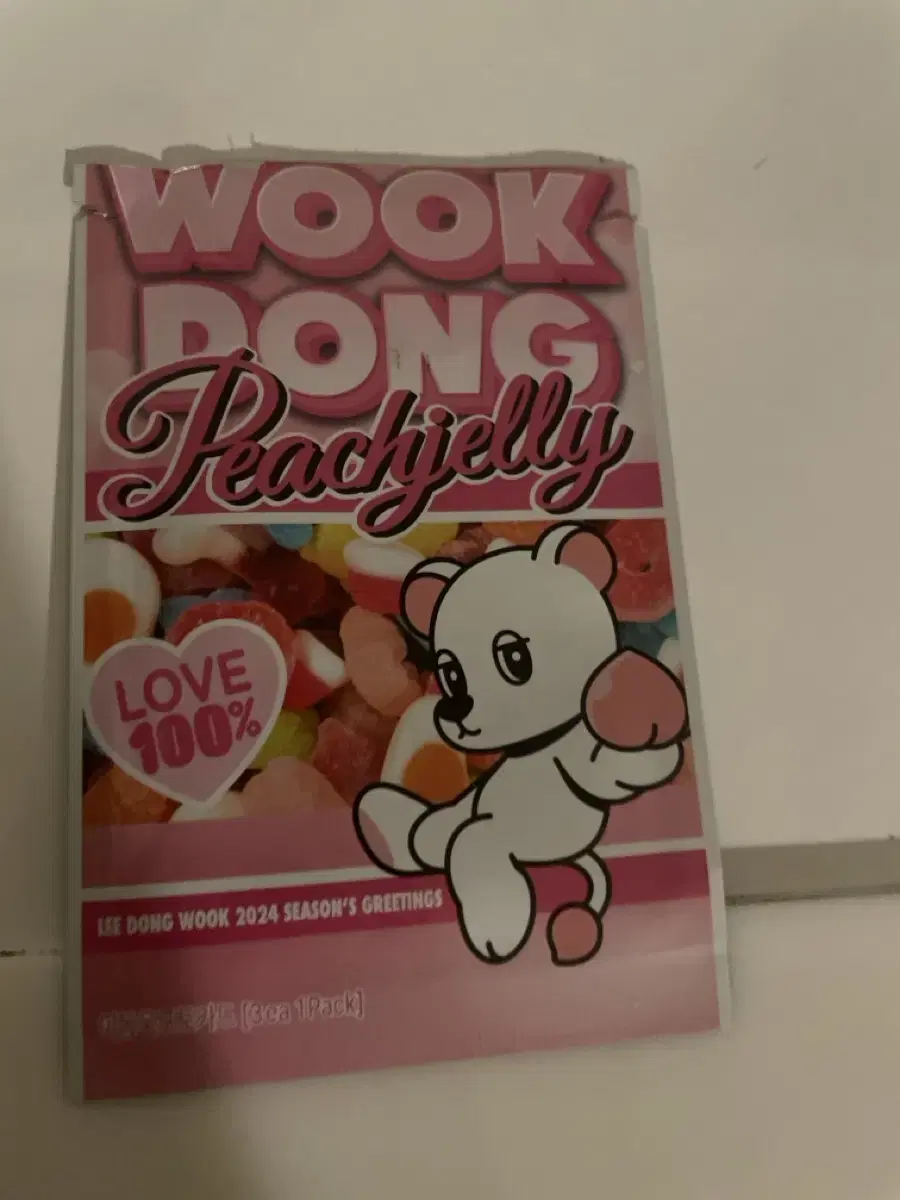 WOOK
DONG
Peachjelly
LOVE
100%
LEE DONG WOOK 2024 SEASON'S GREETINGS
[3ea 1Pack]